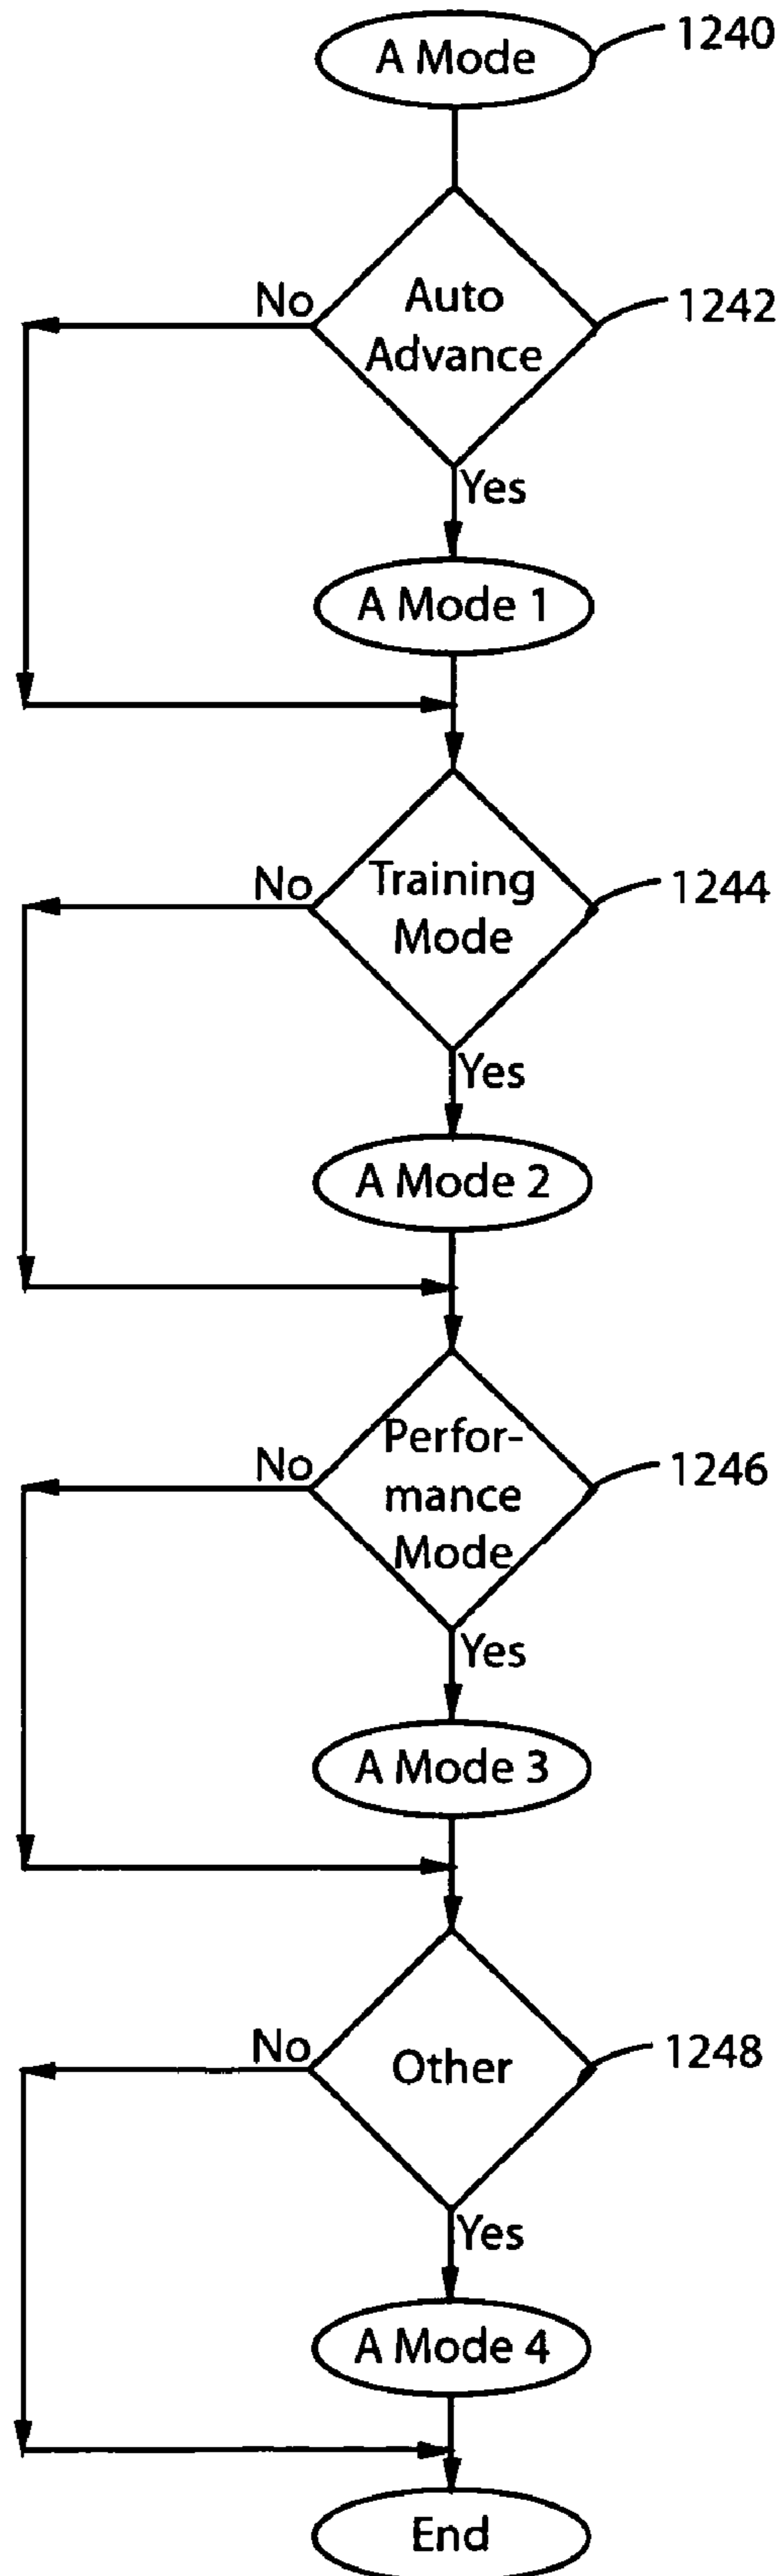 A Mode
1240
Auto
Advance
1242
No
Yes
A Mode 1
Training
Mode
1244
No
Yes
A Mode 2
Perfor-
mance
Mode
1246
No
Yes
A Mode 3
Other
1248
No
Yes
A Mode 4
End